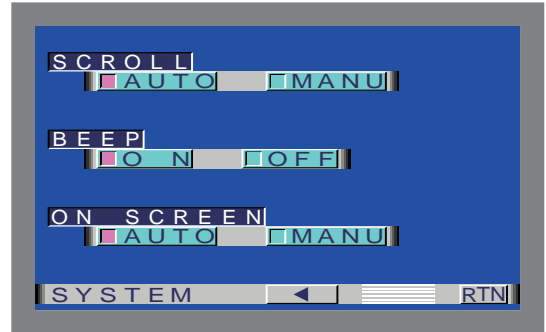 SCROLL
AUTO MANU
BEEP
ON OFF
ON SCREEN
AUTO MANU
SYSTEM ◀ RTN